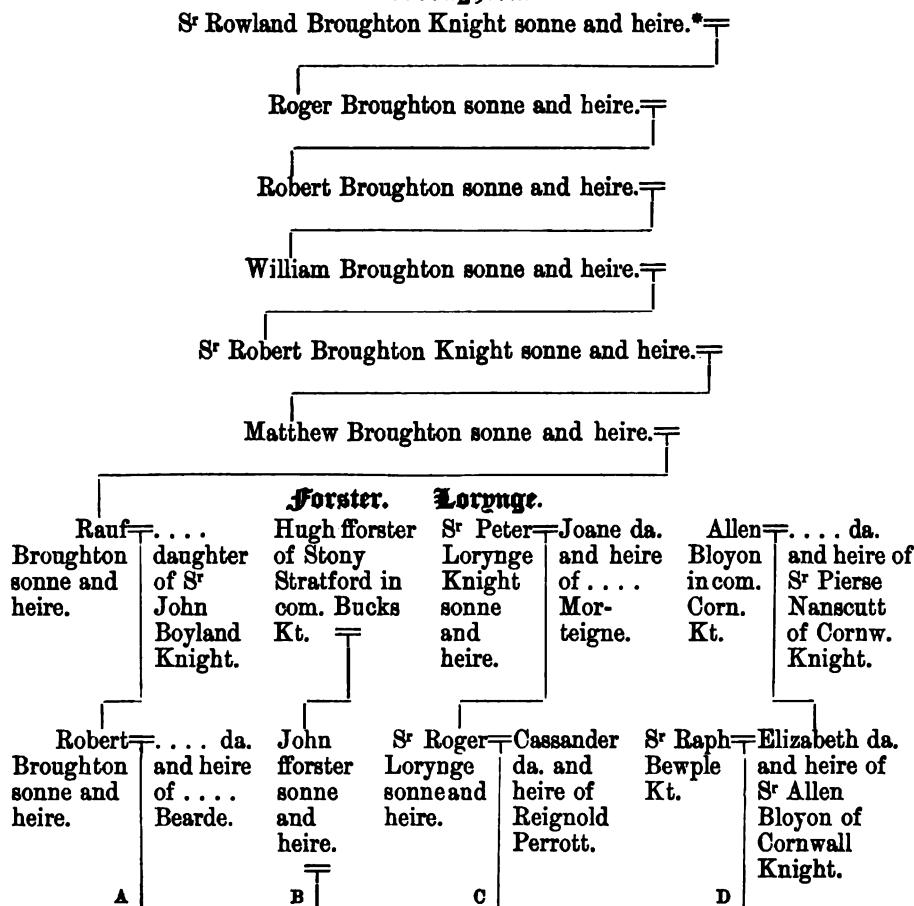 Sʳ Rowland Broughton Knight sonne and heire.*
Roger Broughton sonne and heire.
Robert Broughton sonne and heire.
William Broughton sonne and heire.
Sʳ Robert Broughton Knight sonne and heire.
Matthew Broughton sonne and heire.
Rauf
Broughton
sonne and
heire.
. . . .
daughter
of Sʳ
John
Boyland
Knight.
Forster.
Hugh fforster
of Stony
Stratford in
com. Bucks
Kt.
Lorynge.
Sʳ Peter
Lorynge
Knight
sonne
and
heire.
Joane da.
and heire
of . . . .
Mor-
teigne.
Allen
Bloyon
in com.
Corn.
Kt.
. . . . da.
and heire of
Sʳ Pierse
Nanscutt
of Cornw.
Knight.
Robert
Broughton
sonne and
heire.
. . . . da.
and heire
of . . . .
Bearde.
John
fforster
sonne
and
heire.
Sʳ Roger
Lorynge
sonne and
heire.
Cassander
da. and
heire of
Reignold
Perrott.
Sʳ Raph
Bewple
Kt.
Elizabeth da.
and heire of
Sʳ Allen
Bloyon of
Cornwall
Knight.
A
B
C
D